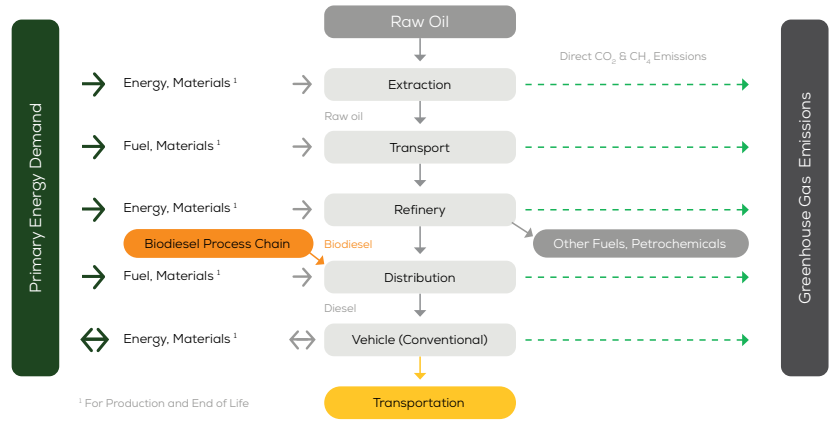 Raw Oil
Direct CO₂ & CH₄ Emissions
Energy, Materials ¹
Extraction
Raw oil
Fuel, Materials ¹
Transport
Primary Energy Demand
Greenhouse Gas Emissions
Energy, Materials ¹
Refinery
Biodiesel Process Chain
Biodiesel
Other Fuels, Petrochemicals
Fuel, Materials ¹
Distribution
Diesel
Energy, Materials ¹
Vehicle (Conventional)
¹ For Production and End of Life
Transportation